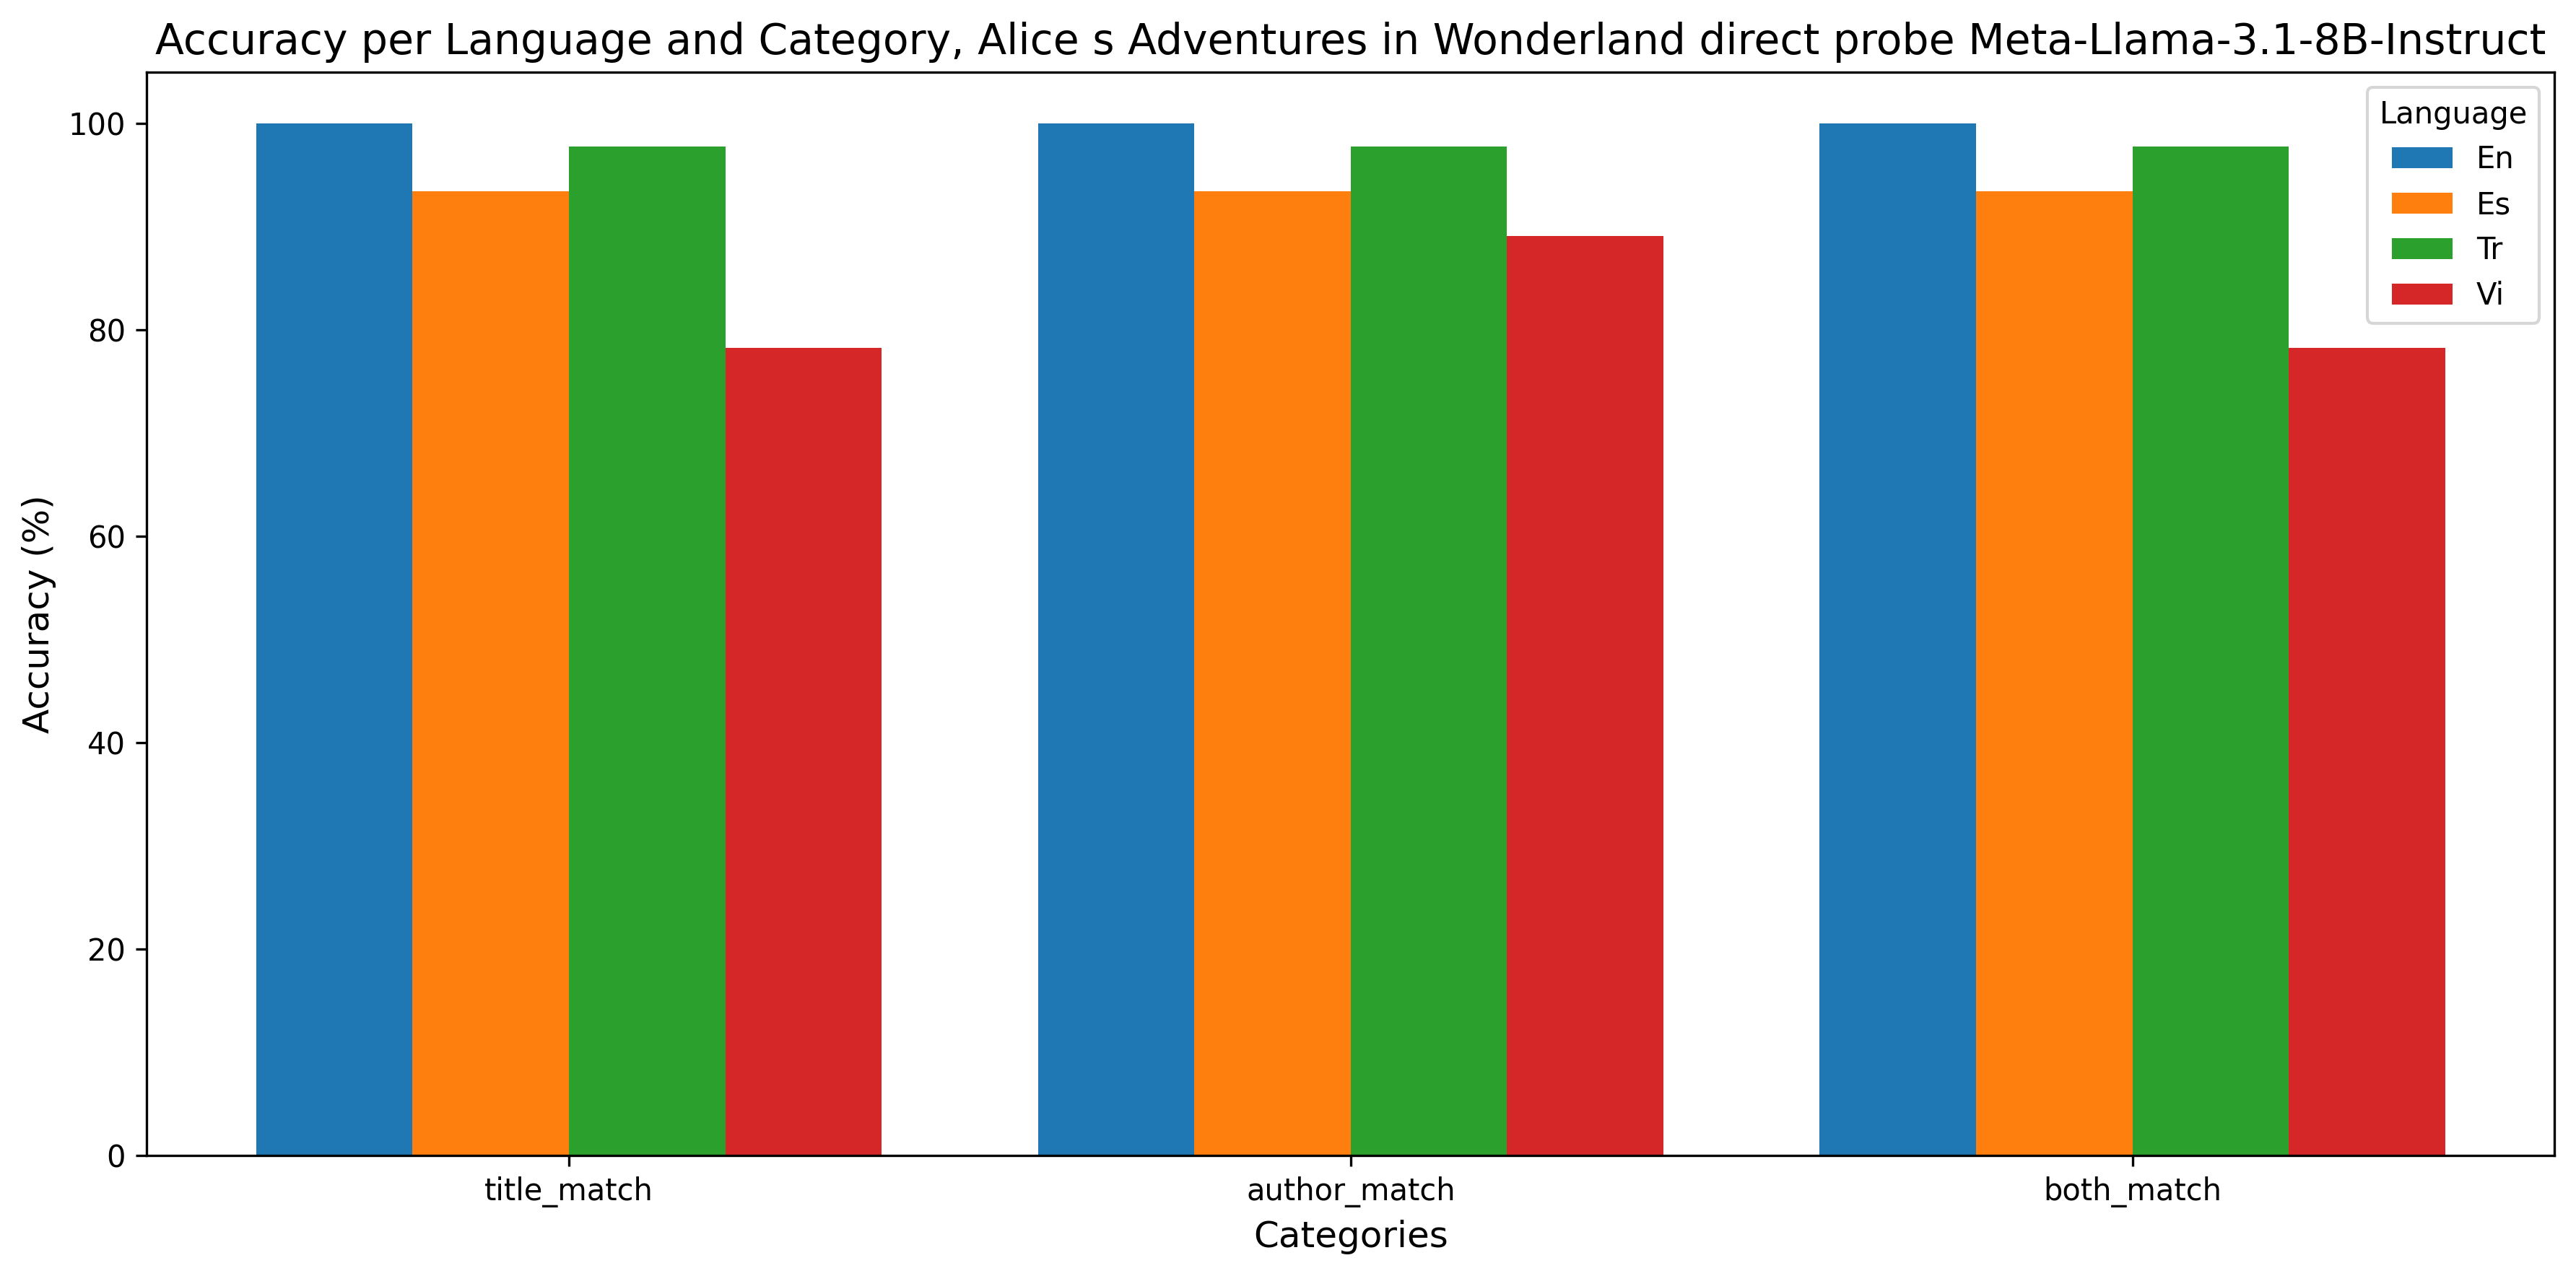 Accuracy per Language and Category, Alice s Adventures in Wonderland direct probe Meta-Llama-3.1-8B-Instruct
Language
En
Es
Tr
Vi
Accuracy (%)
100
80
60
40
20
0
title_match
author_match
both_match
Categories